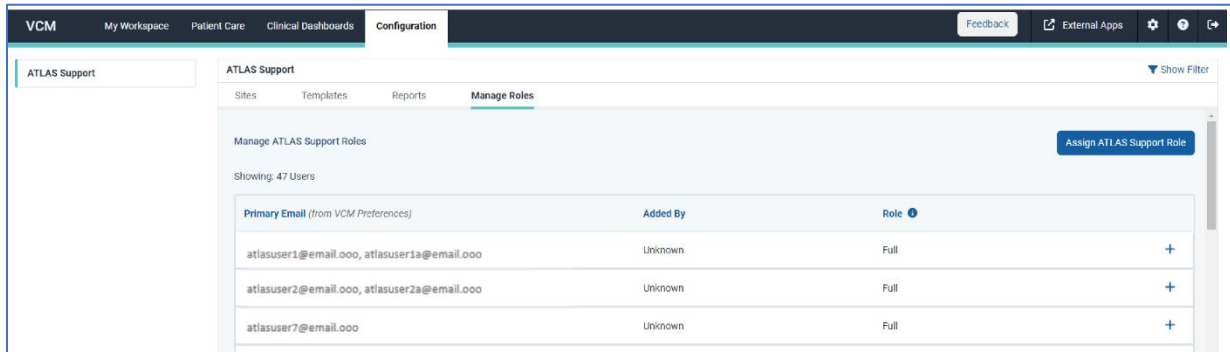 VCM My Workspace Patient Care Clinical Dashboards Configuration Feedback External Apps
ATLAS Support
ATLAS Support Show Filter
Sites Templates Reports Manage Roles
Manage ATLAS Support Roles Assign ATLAS Support Role
Showing: 47 Users
Primary Email (from VCM Preferences) Added By Role
atlasuser1@email.ooo, atlasuser1a@email.ooo Unknown Full +
atlasuser2@email.ooo, atlasuser2a@email.ooo Unknown Full +
atlasuser7@email.ooo Unknown Full +